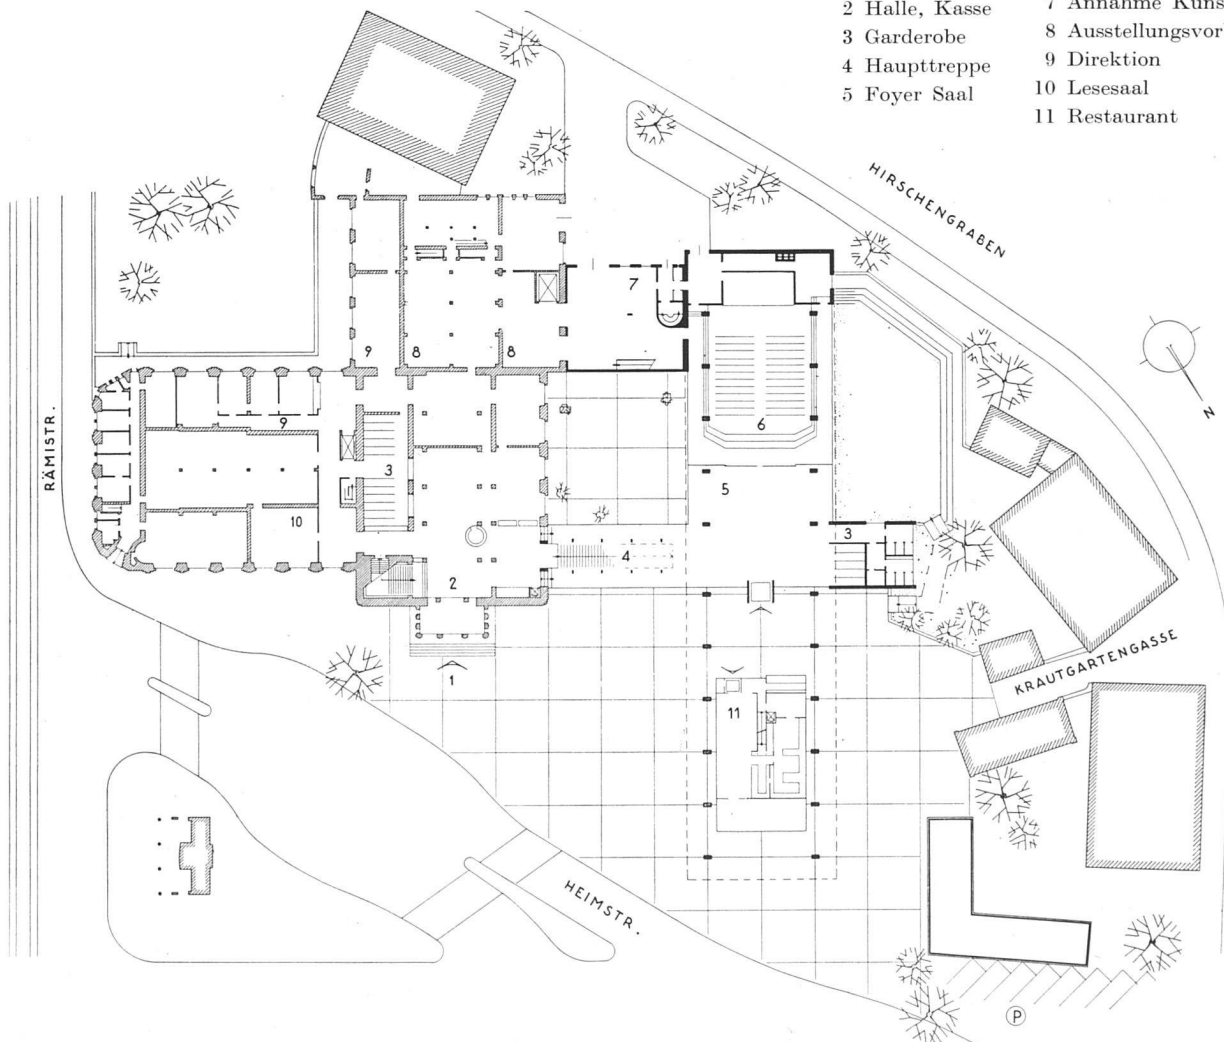 2 Halle, Kasse
3 Garderobe
4 Haupttreppe
5 Foyer Saal
8
9 Direktion
10 Lesesaal
11 Restaurant
HIRSCHENGRABEN
7
N
9
8
8
6
RÄMISTR.
9
3
5
10
3
4
2
KRAUTGARTENGASSE
1
11
HEIMSTR.
P